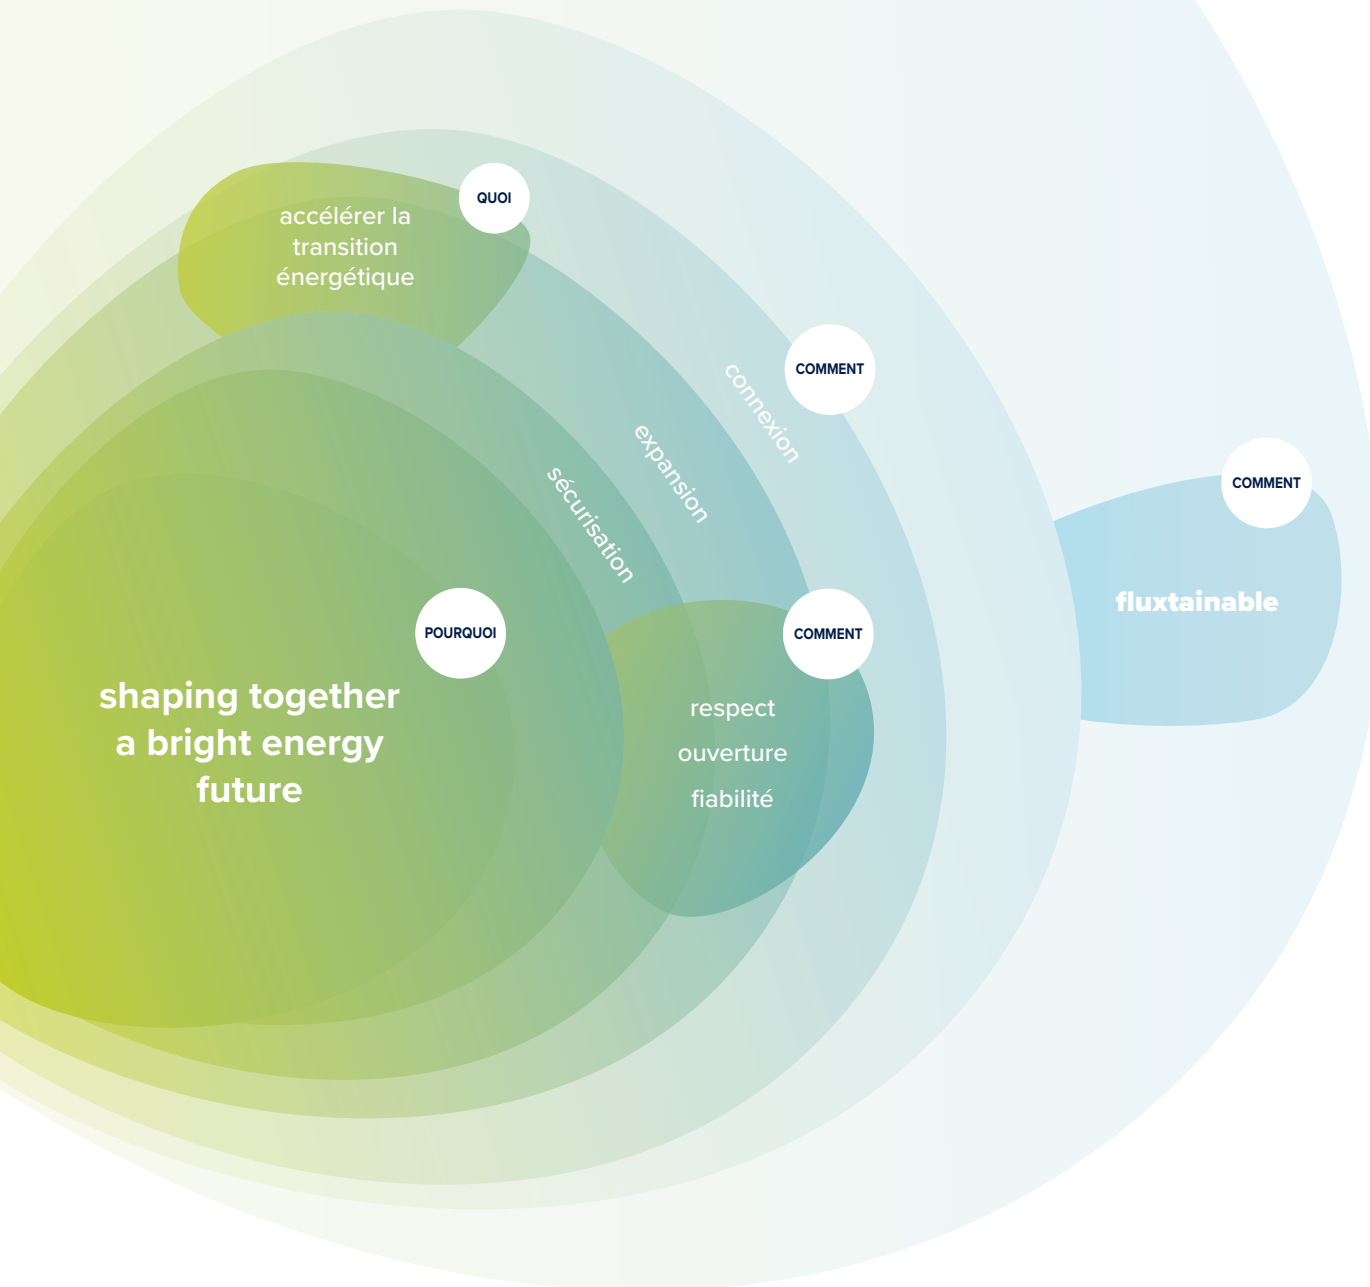 QUOI
accélérer la
transition
énergétique
COMMENT
connexion
expansion
sécurisation
COMMENT
fluxtainable
POURQUOI
shaping together
a bright energy
future
COMMENT
respect
ouverture
fiabilité